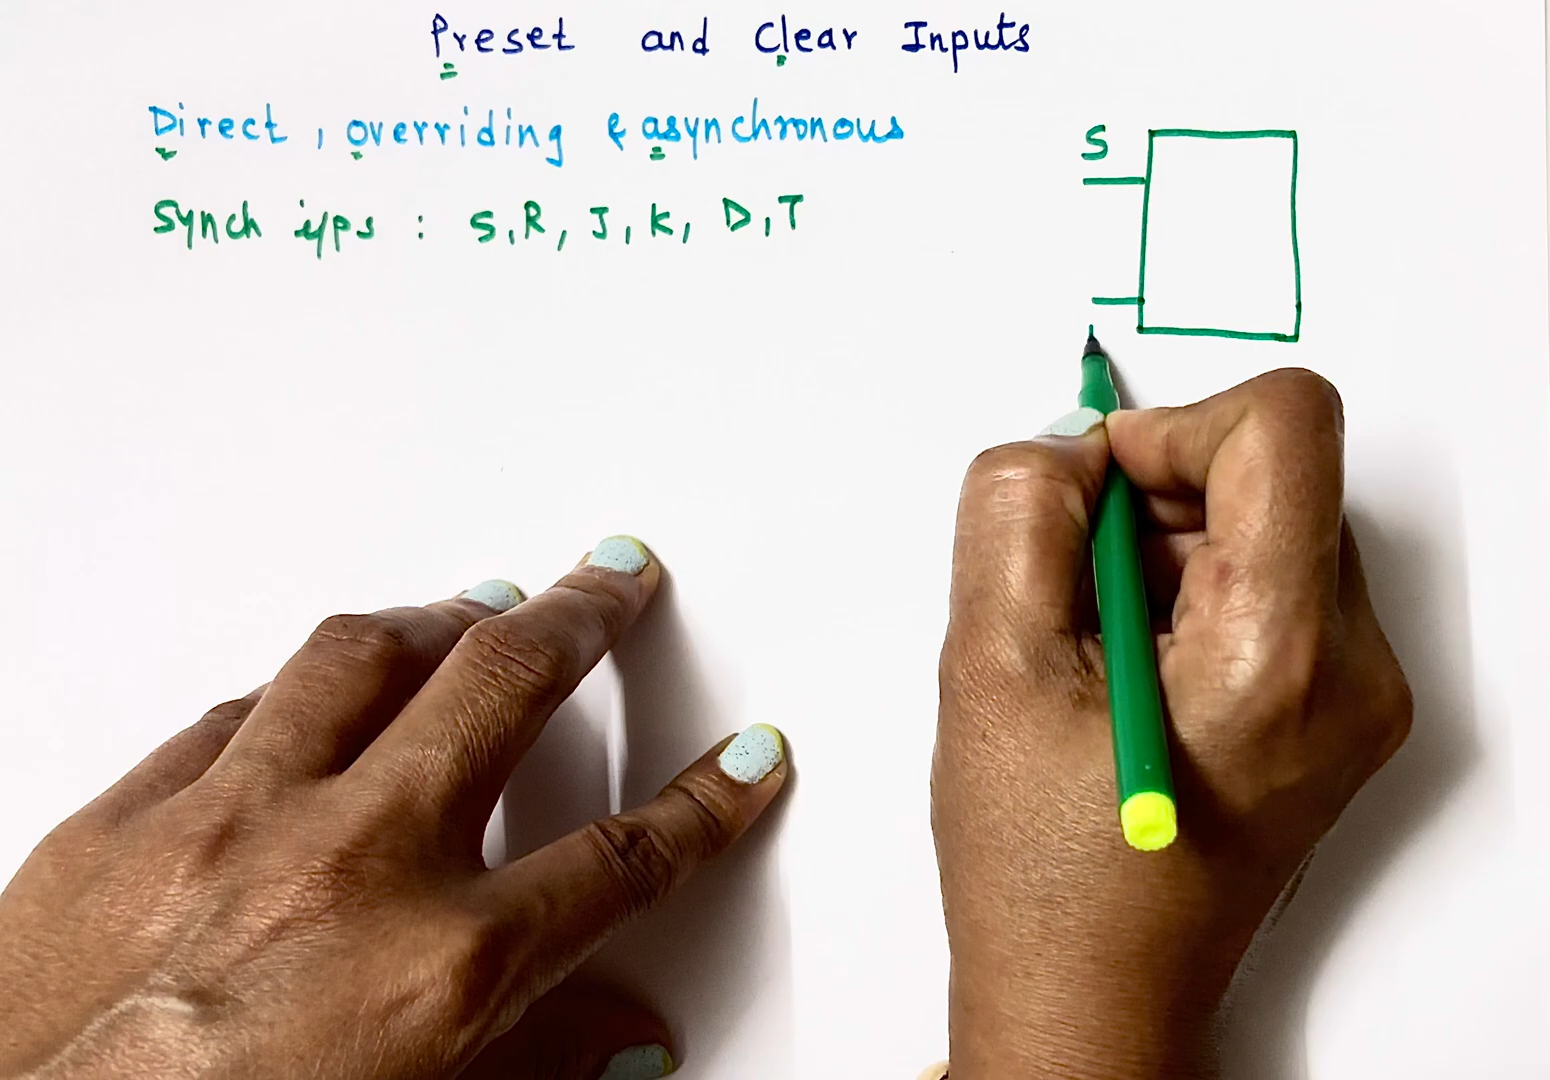 Preset and Clear Inputs
Direct, overriding & asynchronous
Synch i/ps : S, R, J, K, D, T
S